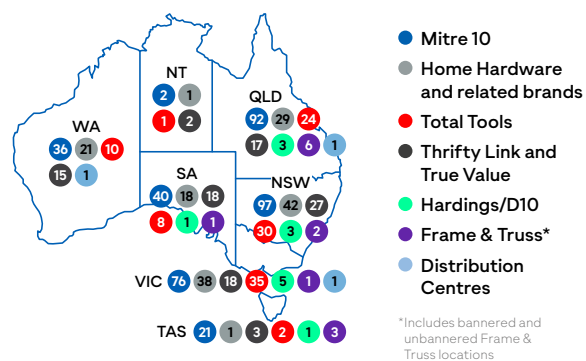 NT
2 1
1 2
QLD
92 29 24
17 3 6 1
WA
36 21 10
15 1
SA
40 18 18
8 1 1
NSW
97 42 27
30 3 2
VIC 76 38 18 35 5 1 1
TAS 21 1 3 2 1 3
Mitre 10
Home Hardware
and related brands
Total Tools
Thrifty Link and
True Value
Hardings/D10
Frame & Truss*
Distribution
Centres
*Includes bannered and
unbannered Frame &
Truss locations